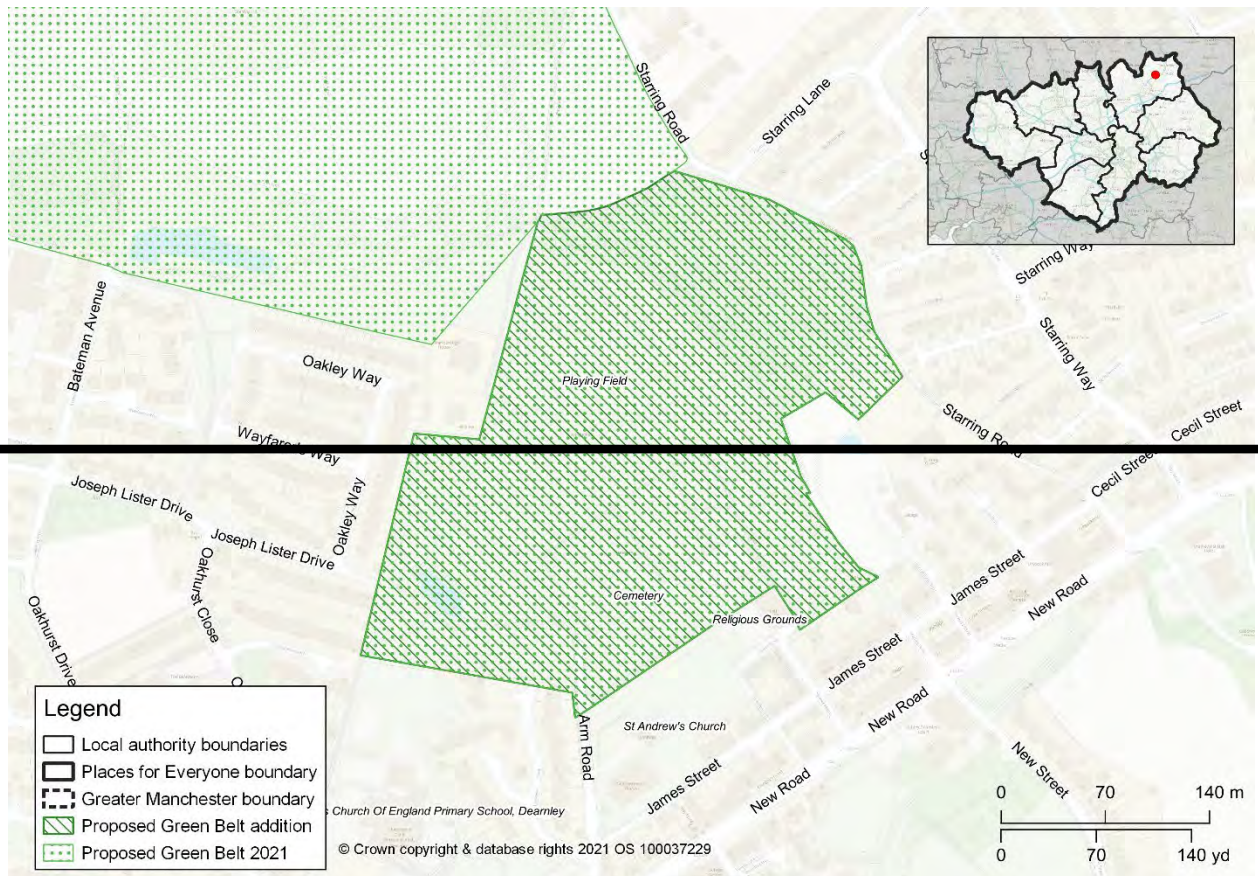 Starring Road
Starring Lane
Starring Way
Bateman Avenue
Oakley Way
Playing Field
Starring Way
Wayfarers Way
Starring Road
Cecil Street
Joseph Lister Drive
Oakley Way
Cecil Street
Joseph Lister Drive
Oakhurst Close
James Street
Cemetery
New Road
Oakhurst Drive
Religious Grounds
James Street
New Road
St Andrew's Church
Arm Road
New Street
James Street
New Road
Church Of England Primary School, Dearnley
Legend
Local authority boundaries
Places for Everyone boundary
Greater Manchester boundary
Proposed Green Belt addition
Proposed Green Belt 2021
© Crown copyright & database rights 2021 OS 100037229
0 70 140 m
0 70 140 yd